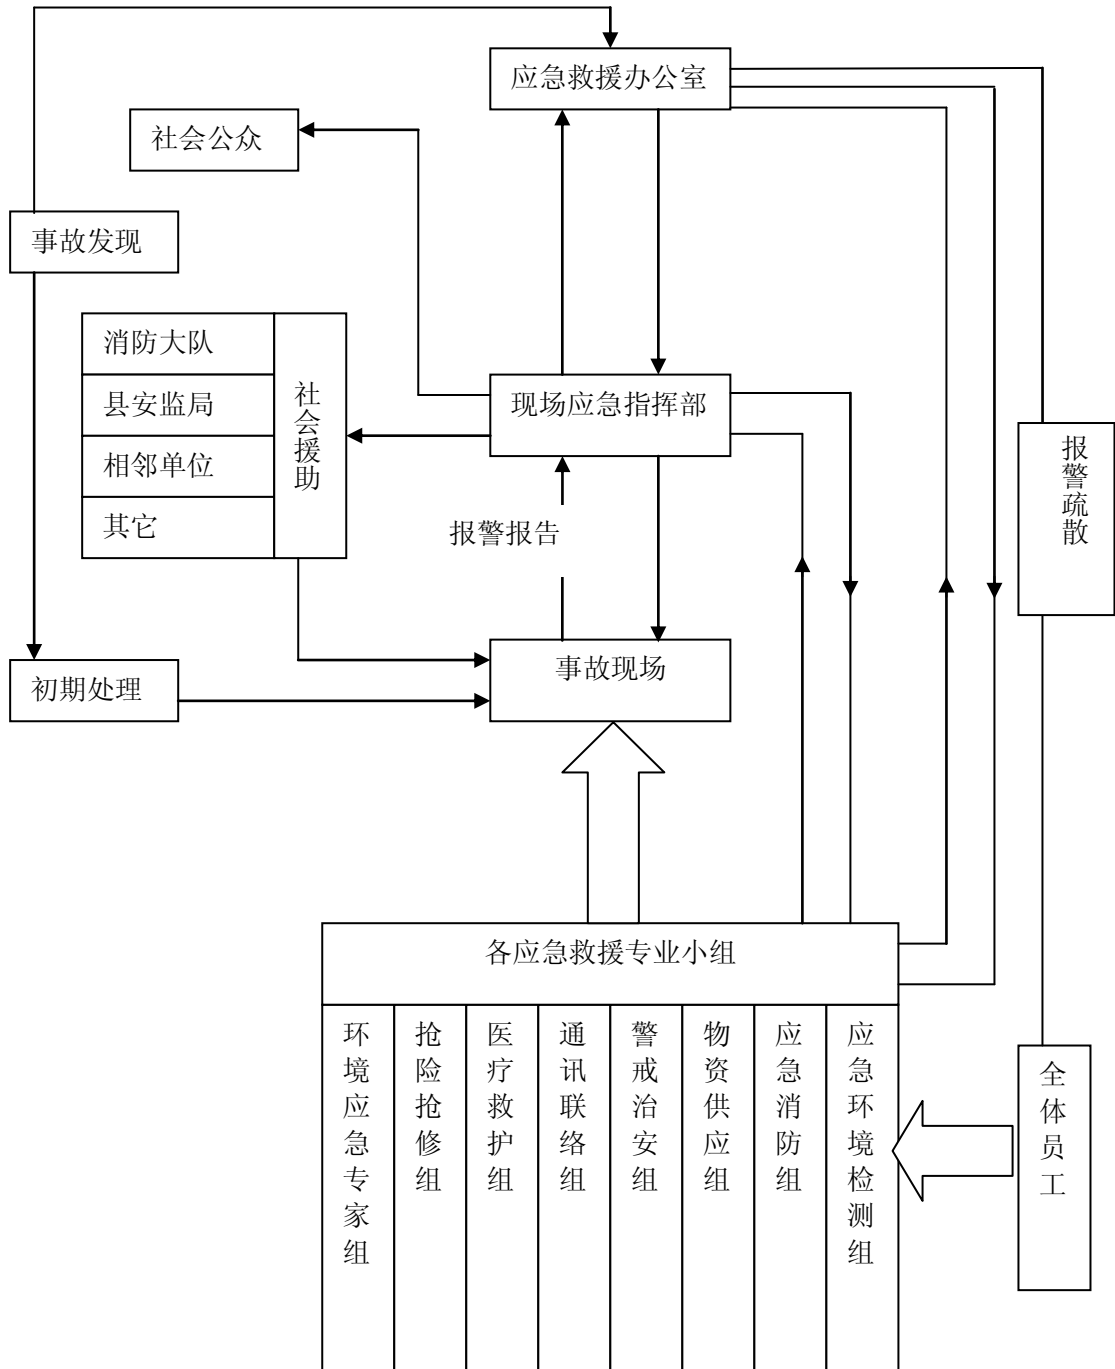 应急救援办公室
社会公众
事故发现
消防大队
县安监局
相邻单位
其它
社会援助
现场应急指挥部
报警疏散
报警报告
初期处理
事故现场
各应急救援专业小组
环境应急专家组
抢险抢修组
医疗救护组
通讯联络组
警戒治安组
物资供应组
应急消防组
应急环境检测组
全体员工